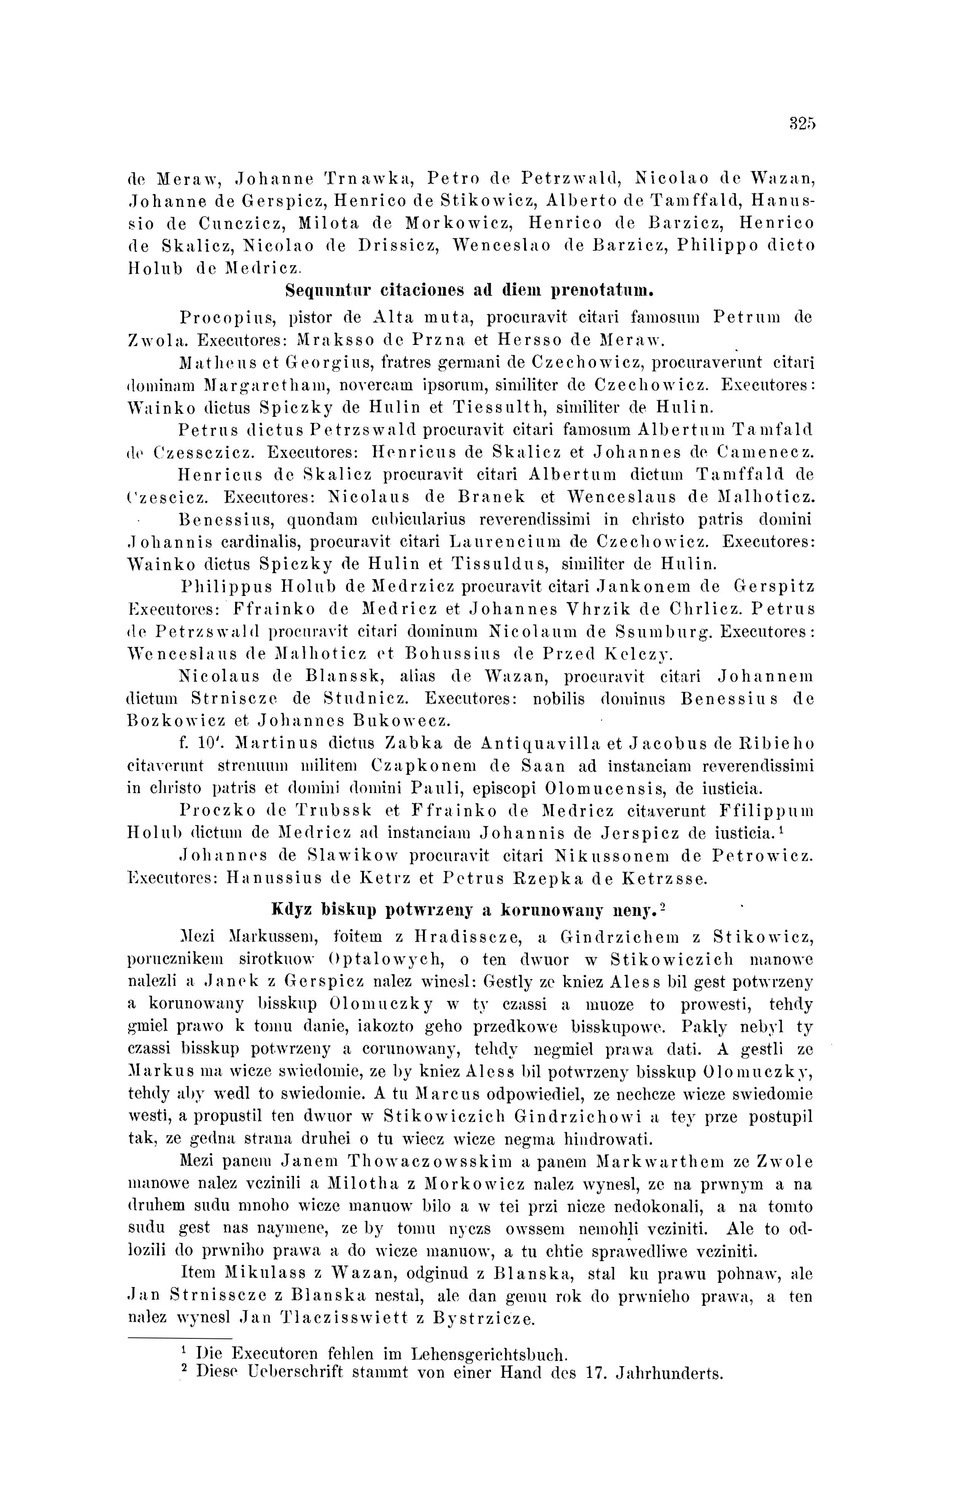 325
de Meraw, Johanne Trnawka, Petro de Petrzwald, Nicolao de Wazan,
Johanne de Gerspicz, Henrico de Stikowicz, Alberto de Tamffald, Hanus-
sio de Cunczicz, Milota de Morkowicz, Henrico de Barzicz, Henrico
de Skalicz, Nicolao de Drissicz, Wenceslao de Barzicz, Philippo dicto
Holub de Medricz.
Sequuntur citaciones ad diem prenotatum.
Procopius, pistor de Alta muta, procuravit citari famosum Petrum de
Zwola. Executores: Mraksso de Przna et Hersso de Meraw.
Matheus et Georgius, fratres germani de Czechowicz, procuraverunt citari
dominam Margaretham, novercam ipsorum, similiter de Czechowicz. Executores:
Wainko dictus Spiczky de Hulin et Tiessulth, similiter de Hulin.
Petrus dictus Petrzswald procuravit citari famosum Albertum Tamfald
de Czessczicz. Executores: Henricus de Skalicz et Johannes de Camenecz.
Henricus de Skalicz procuravit citari Albertum dictum Tamffald de
Czescicz. Executores: Nicolaus de Branek et Wenceslaus de Malhoticz.
Benessius, quondam cubicularius reverendissimi in christo patris domini
Johannis cardinalis, procuravit citari Laurencium de Czechowicz. Executores:
Wainko dictus Spiczky de Hulin et Tissuldus, similiter de Hulin.
Philippus Holub de Medrzicz procuravit citari Jankonem de Gerspitz
Executores: Ffrainko de Medricz et Johannes Vhrzik de Chrlicz. Petrus
de Petrzswald procuravit citari dominum Nicolaum de Ssumburg. Executores:
Wenceslaus de Malhoticz et Bohussius de Przed Kelczy.
Nicolaus de Blanssk, alias de Wazan, procuravit citari Johannem
dictum Strniscze de Studnicz. Executores: nobilis dominus Benessius de
Bozkowicz et Johannes Bukowecz.
f. 10'. Martinus dictus Zabka de Antiquavilla et Jacobus de Ribieho
citaverunt strenuum militem Czapkonem de Saan ad instanciam reverendissimi
in christo patris et domini domini Pauli, episcopi Olomucensis, de iusticia.
Proczko de Trubssk et Ffrainko de Medricz citaverunt Ffilippum
Holub dictum de Medricz ad instanciam Johannis de Jerspicz de iusticia.¹
Johannes de Slawikow procuravit citari Nikussonem de Petrowicz.
Executores: Hanussius de Ketrz et Petrus Rzepka de Ketrzsse.
Kdyz biskup potwrzeny a korunowany neny.²
Mezi Markussem, foitem z Hradisscze, a Gindrzichem z Stikowicz,
porucznikem sirotkuow Optalowych, o ten dwuor w Stikowiczich manowe
nalezli a Janek z Gerspicz nalez winesl: Gestly ze kniez Aless bil gest potwrzeny
a korunowany bisskup Olomuczky w ty czassi a muoze to prowesti, tehdy
gmiel prawo k tomu danie, iakozto geho przedkowe bisskupowe. Pakly nebyl ty
czassi bisskup potwrzeny a corunowany, tehdy negmiel prawa dati. A gestli ze
Markus ma wicze swiedomie, ze by kniez Aless bil potwrzeny bisskup Olomuczky,
tehdy aby wedl to swiedomie. A tu Marcus odpowiediel, ze nechcze wicze swiedomie
westi, a propustil ten dwuor w Stikowiczich Gindrzichowi a tey prze postupil
tak, ze gedna strana druhei o tu wiecz wicze negma hindrowati.
Mezi panem Janem Thowaczowsskim a panem Markwarthem ze Zwole
manowe nalez vczinili a Milotha z Morkowicz nalez wynesl, ze na prwnym a na
druhem sudu mnoho wicze manuow bilo a w tei przi nicze nedokonali, a na tomto
sudu gest nas naymene, ze by tomu nyczs owssem nemohli vcziniti. Ale to od-
lozili do prwniho prawa a do wicze manuow, a tu chtie sprawedliwe vcziniti.
Item Mikulass z Wazan, odginud z Blanska, stal ku prawu pohnaw, ale
Jan Strnisscze z Blanska nestal, ale dan gemu rok do prwnieho prawa, a ten
nalez wynesl Jan Tlaczisswiett z Bystrzicze.
¹ Die Executoren fehlen im Lehensgerichtsbuch.
² Diese Ueberschrift stammt von einer Hand des 17. Jahrhunderts.